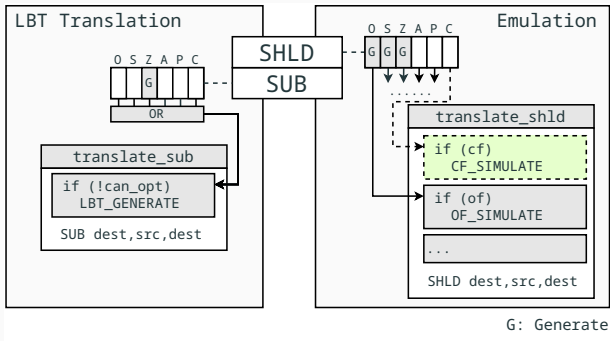 LBT Translation
O S Z A P C
G
OR
translate_sub
if (!can_opt)
LBT_GENERATE
SUB dest,src,dest
SHLD
SUB
Emulation
O S Z A P C
G G G
......
translate_shld
if (cf)
CF_SIMULATE
if (of)
OF_SIMULATE
...
SHLD dest,src,dest
G: Generate